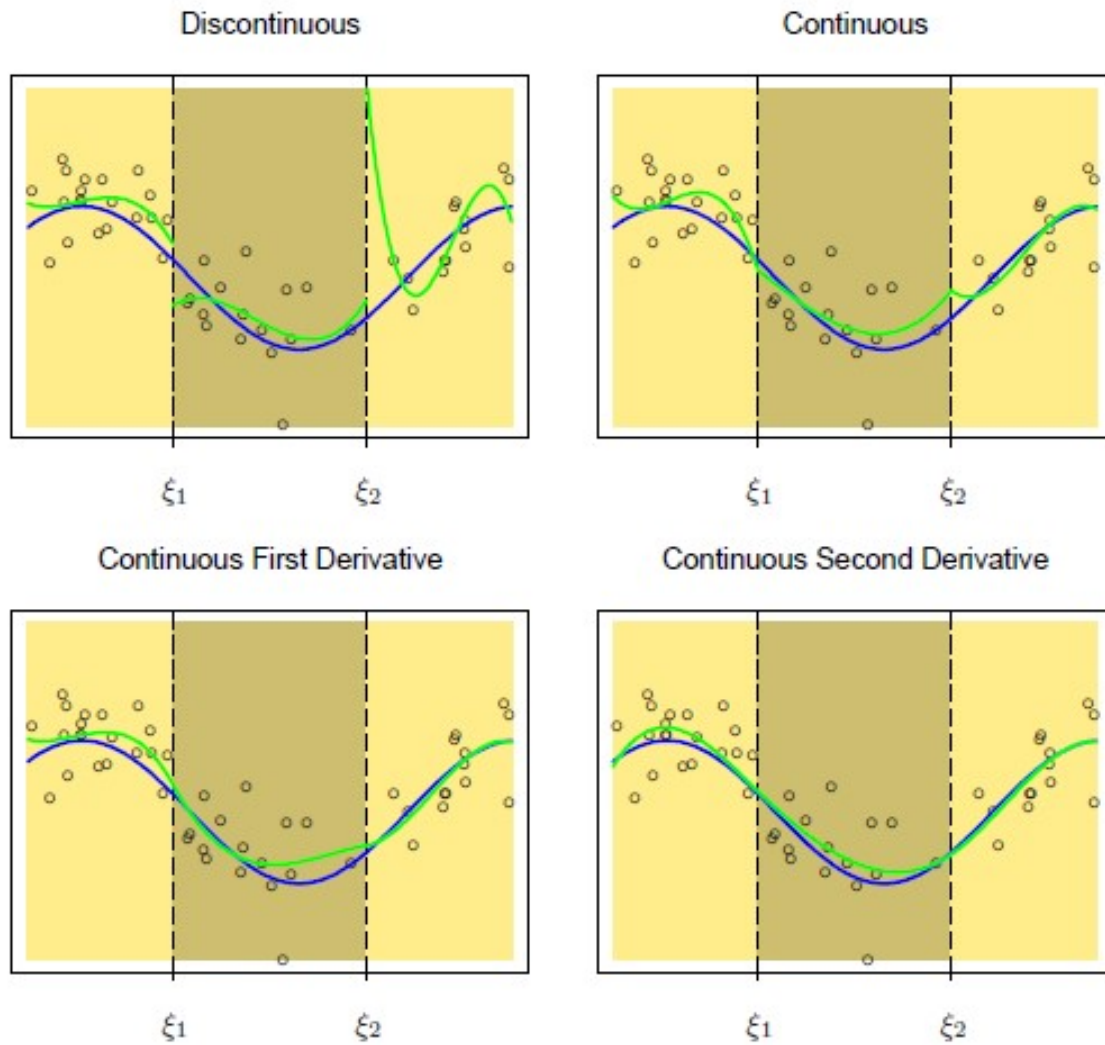 Discontinuous
Continuous
ξ1
ξ2
ξ1
ξ2
Continuous First Derivative
Continuous Second Derivative
ξ1
ξ2
ξ1
ξ2